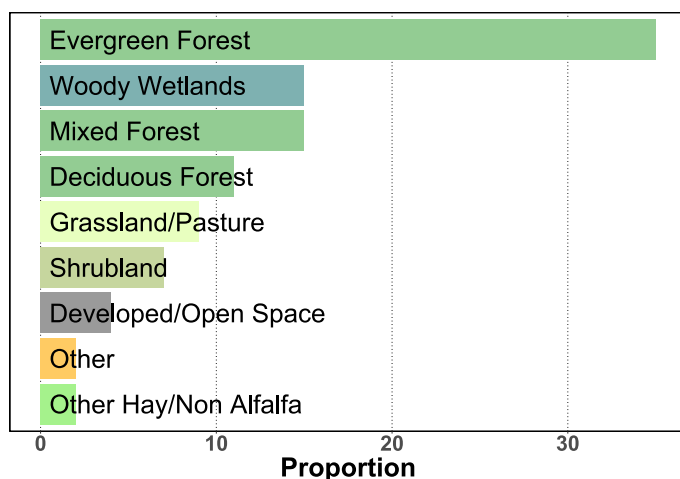 Evergreen Forest
Woody Wetlands
Mixed Forest
Deciduous Forest
Grassland/Pasture
Shrubland
Developed/Open Space
Other
Other Hay/Non Alfalfa
0 10 20 30
Proportion